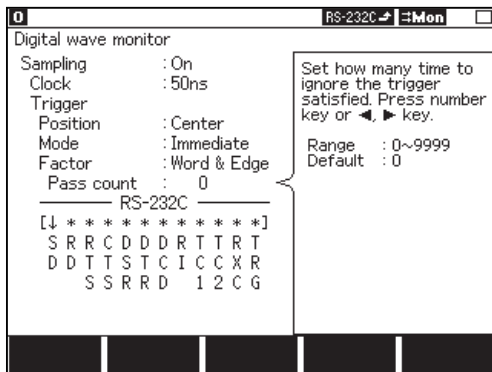 0 RS-232C ⇉Mon
Digital wave monitor
Sampling : On
Clock : 50ns
Trigger
Position : Center
Mode : Immediate
Factor : Word & Edge
Pass count : 0
RS-232C
[↓ * * * * * * * * * * *]
S R R C D D D R T T R T
D D T T S T C I C C X R
S S R R D 1 2 C G
Set how many time to
ignore the trigger
satisfied. Press number
key or ◀, ▶ key.
Range : 0~9999
Default : 0